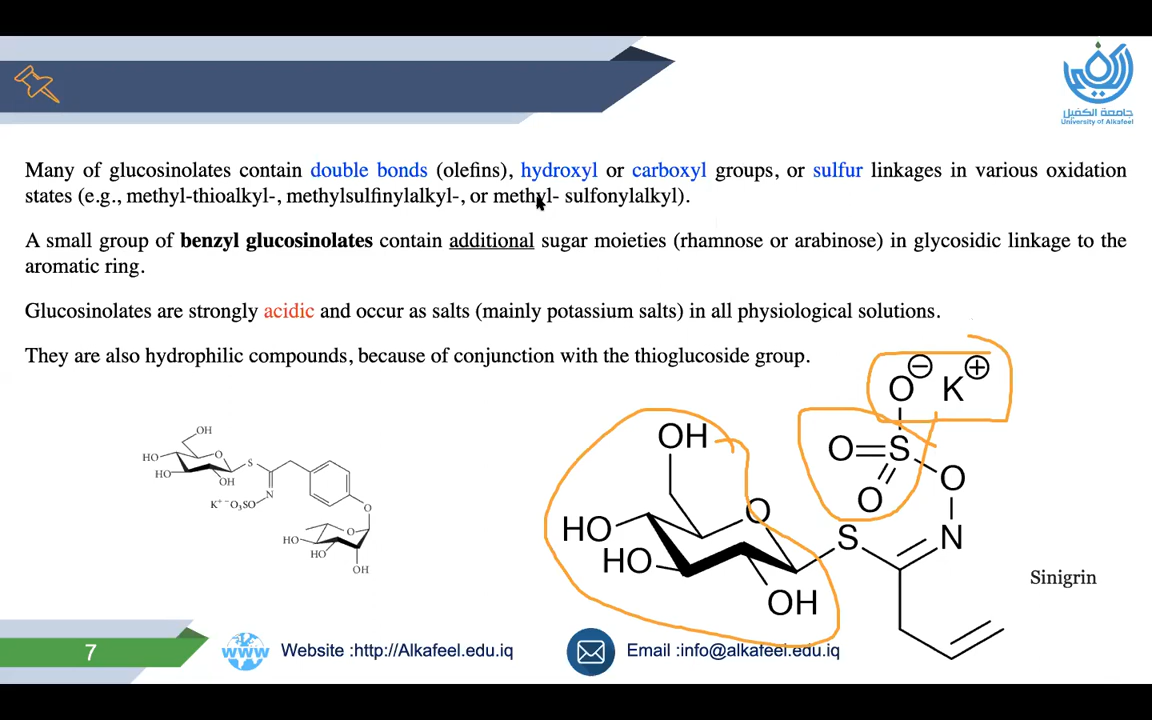 جامعة الكفيل
University of Alkafeel
Many of glucosinolates contain double bonds (olefins), hydroxyl or carboxyl groups, or sulfur linkages in various oxidation
states (e.g., methyl-thioalkyl-, methylsulfinylalkyl-, or methyl- sulfonylalkyl).
A small group of benzyl glucosinolates contain additional sugar moieties (rhamnose or arabinose) in glycosidic linkage to the
aromatic ring.
Glucosinolates are strongly acidic and occur as salts (mainly potassium salts) in all physiological solutions.
They are also hydrophilic compounds, because of conjunction with the thioglucoside group.
OH
HO
O
HO
OH
S
N
K⁺⁻O₃SO
O
O
HO
HO
OH
O⊖ K⊕
O=S
O
O
OH
O
HO
HO
OH
S
N
Sinigrin
7
www
Website :http://Alkafeel.edu.iq
Email :info@alkafeel.edu.iq